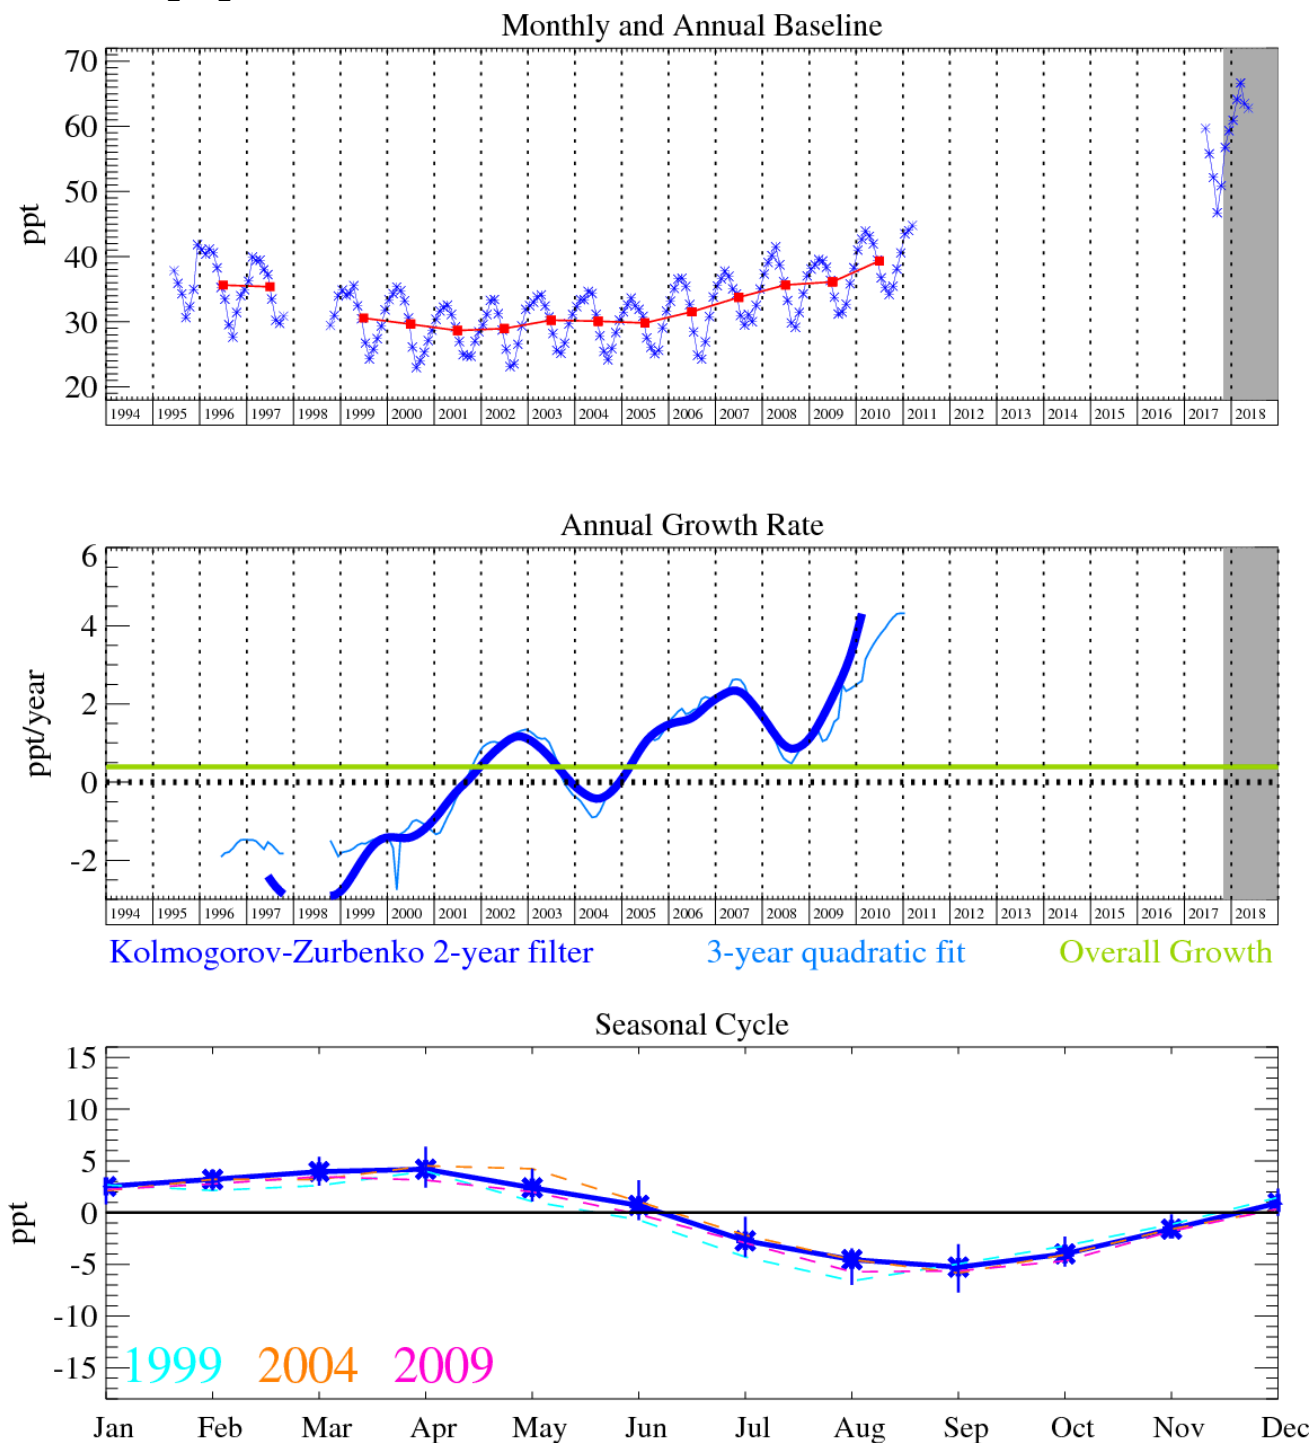 Monthly and Annual Baseline
70
60
50
40
30
20
ppt
1994 1995 1996 1997 1998 1999 2000 2001 2002 2003 2004 2005 2006 2007 2008 2009 2010 2011 2012 2013 2014 2015 2016 2017 2018
Annual Growth Rate
6
4
2
0
-2
ppt/year
1994 1995 1996 1997 1998 1999 2000 2001 2002 2003 2004 2005 2006 2007 2008 2009 2010 2011 2012 2013 2014 2015 2016 2017 2018
Kolmogorov-Zurbenko 2-year filter 3-year quadratic fit Overall Growth
Seasonal Cycle
15
10
5
0
-5
-10
-15
ppt
1999 2004 2009
Jan Feb Mar Apr May Jun Jul Aug Sep Oct Nov Dec